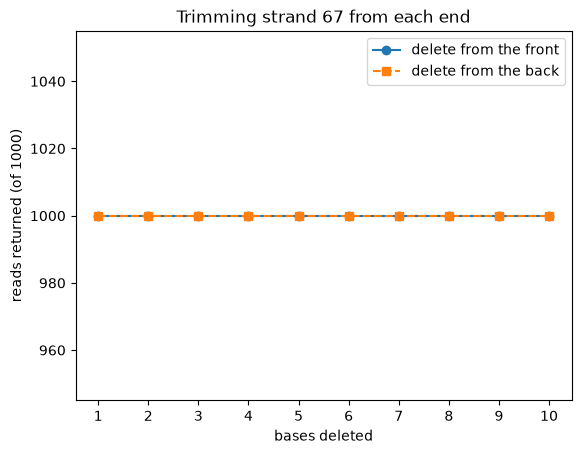 Trimming strand 67 from each end
delete from the front
delete from the back
reads returned (of 1000)
1040
1020
1000
980
960
1 2 3 4 5 6 7 8 9 10
bases deleted